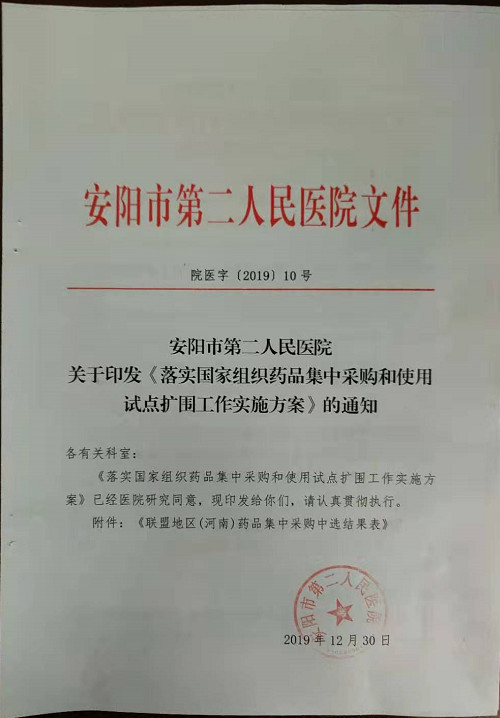 安阳市第二人民医院文件
院医字〔2019〕10号
安阳市第二人民医院
关于印发《落实国家组织药品集中采购和使用
试点扩围工作实施方案》的通知
各有关科室：
《落实国家组织药品集中采购和使用试点扩围工作实施方
案》已经医院研究同意，现印发给你们，请认真贯彻执行。
附件：《联盟地区(河南)药品集中采购中选结果表》
安阳市第二人民医院
2019年12月30日